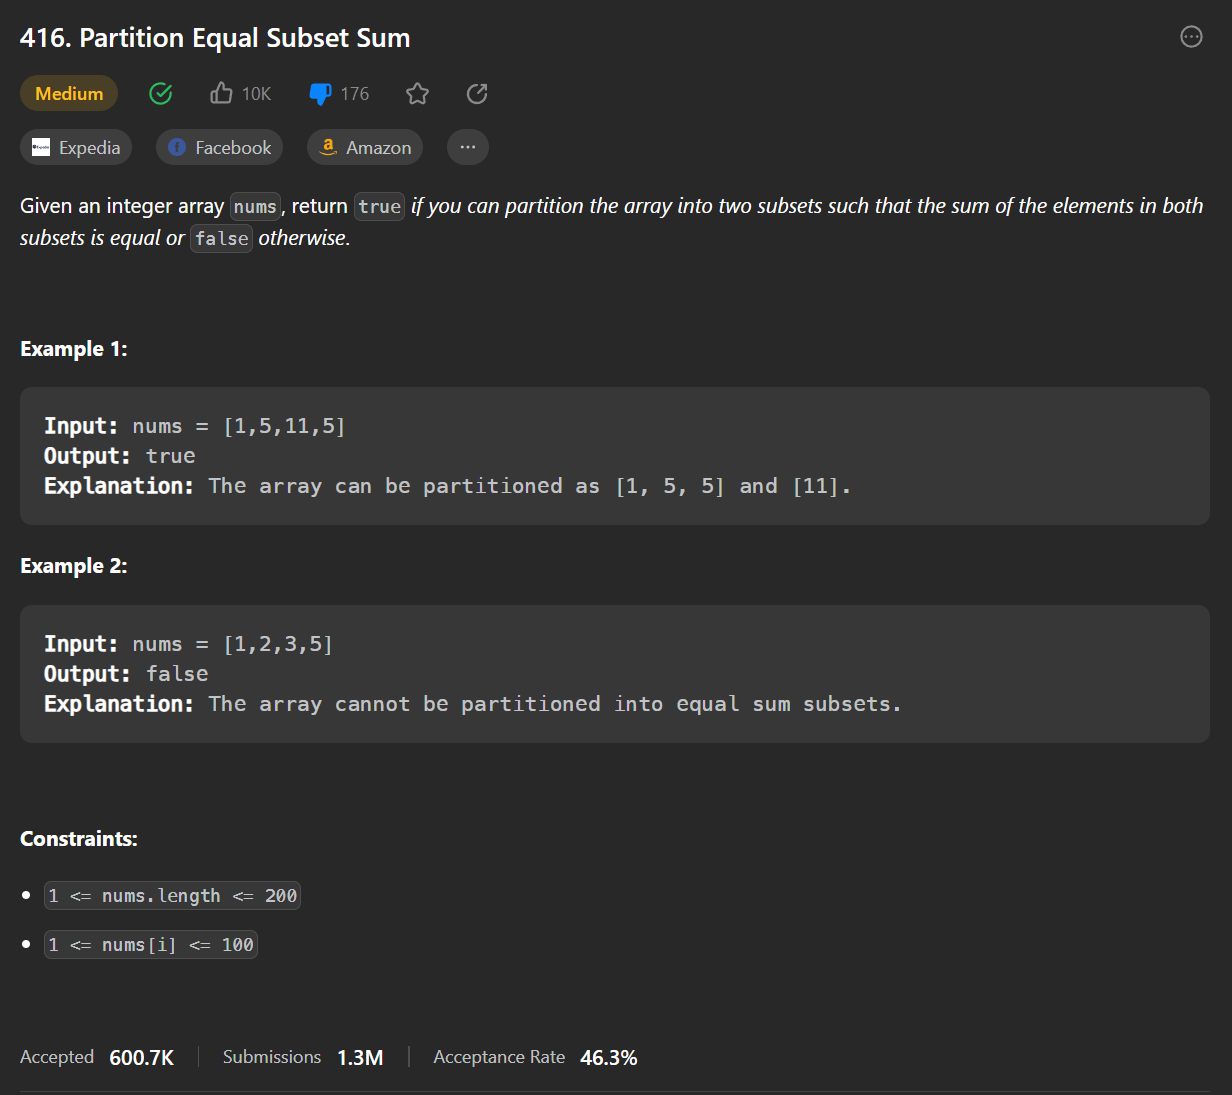 416. Partition Equal Subset Sum
Medium 10K 176
Expedia Facebook a Amazon ...
Given an integer array nums, return true if you can partition the array into two subsets such that the sum of the elements in both
subsets is equal or false otherwise.
Example 1:
Input: nums = [1,5,11,5]
Output: true
Explanation: The array can be partitioned as [1, 5, 5] and [11].
Example 2:
Input: nums = [1,2,3,5]
Output: false
Explanation: The array cannot be partitioned into equal sum subsets.
Constraints:
• 1 <= nums.length <= 200
• 1 <= nums[i] <= 100
Accepted 600.7K | Submissions 1.3M | Acceptance Rate 46.3%